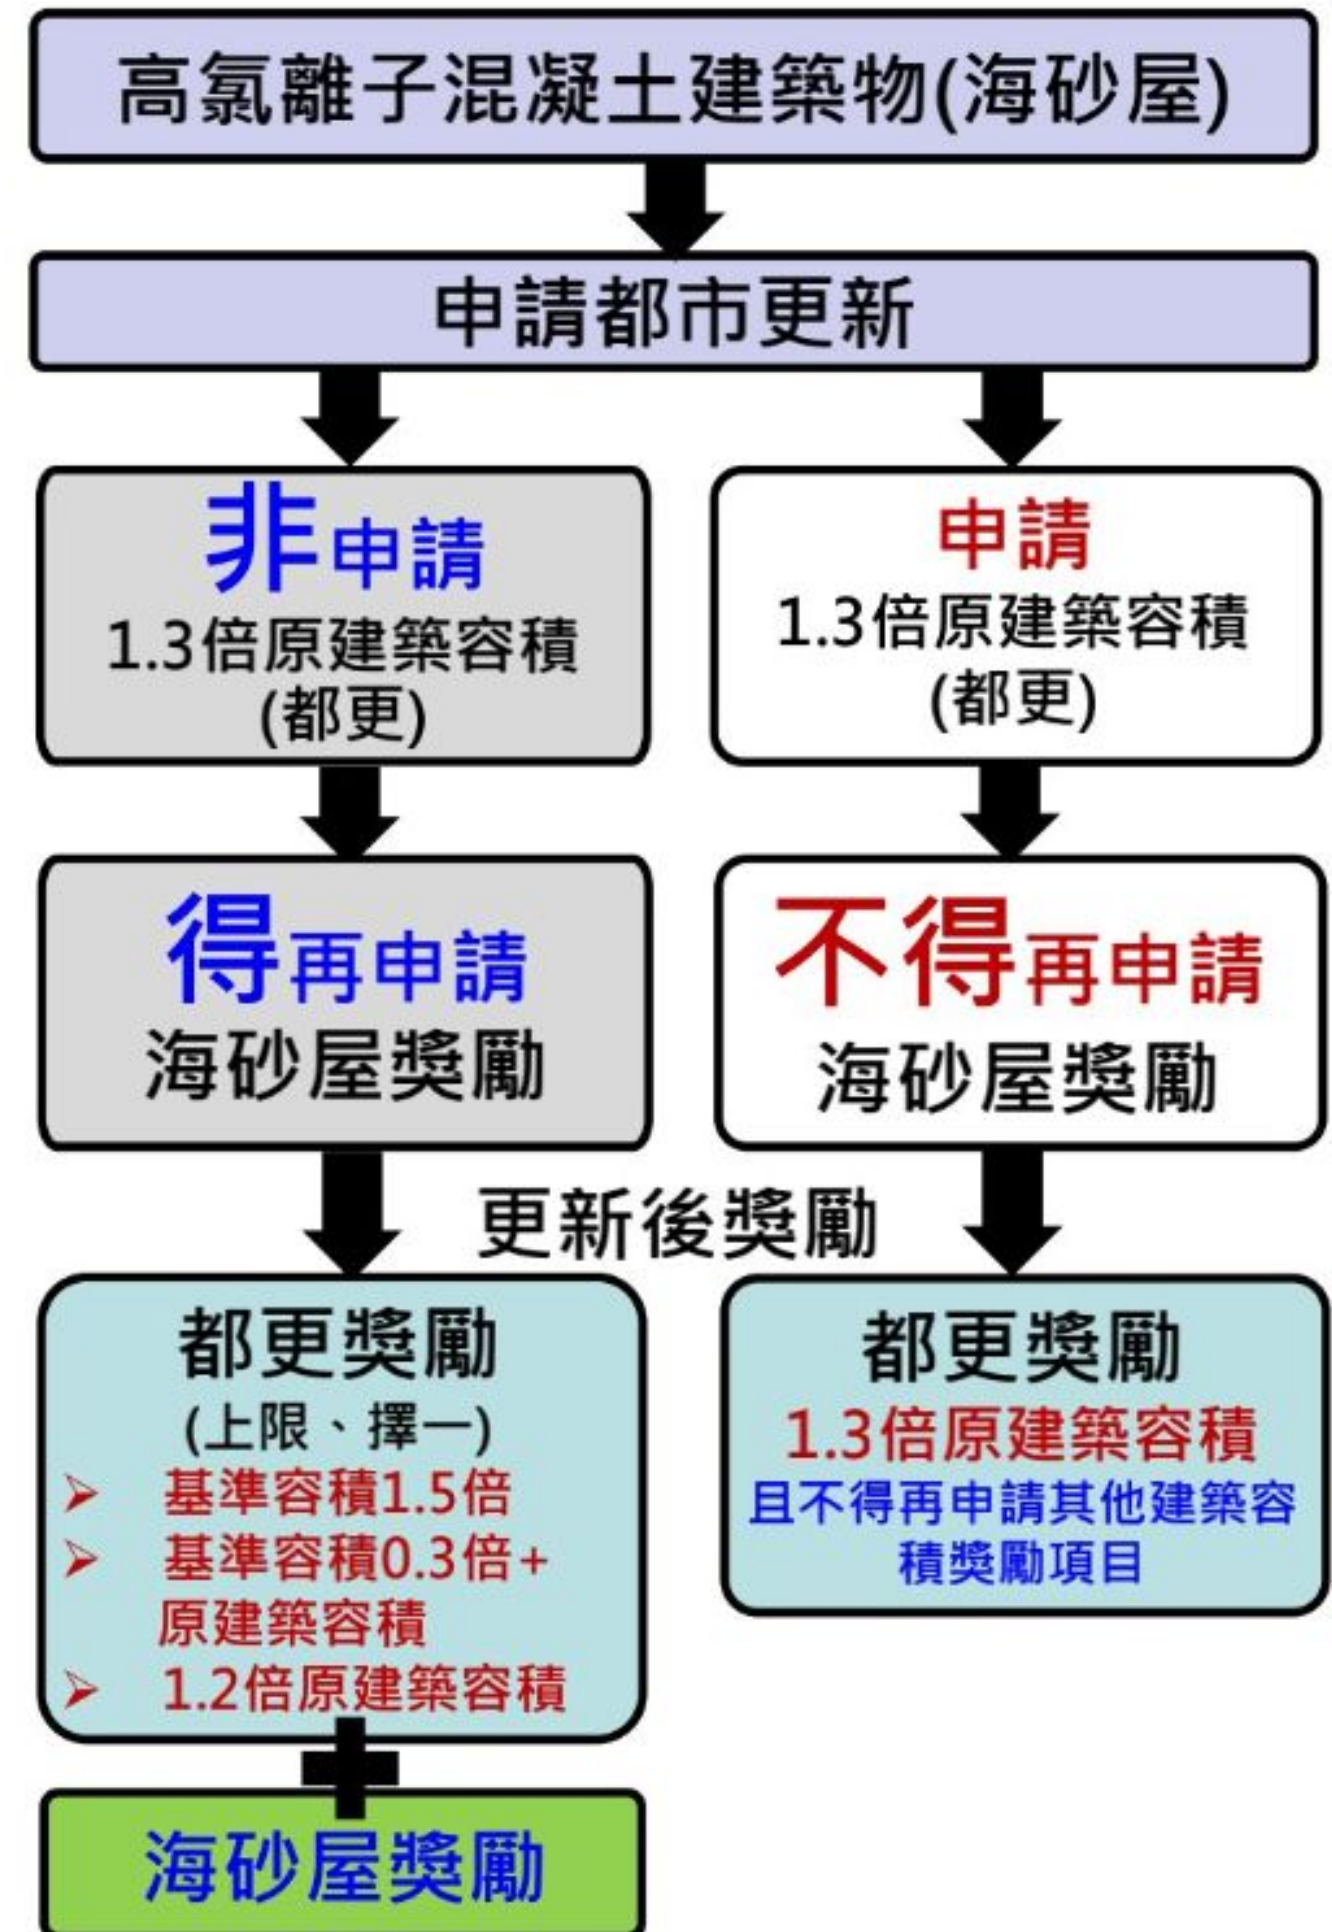 高氯離子混凝土建築物(海砂屋)
申請都市更新
非申請
1.3倍原建築容積
(都更)
申請
1.3倍原建築容積
(都更)
得再申請
海砂屋獎勵
不得再申請
海砂屋獎勵
更新後獎勵
都更獎勵
(上限、擇一)
➢ 基準容積1.5倍
➢ 基準容積0.3倍+
原建築容積
➢ 1.2倍原建築容積
都更獎勵
1.3倍原建築容積
且不得再申請其他建築容
積獎勵項目
海砂屋獎勵